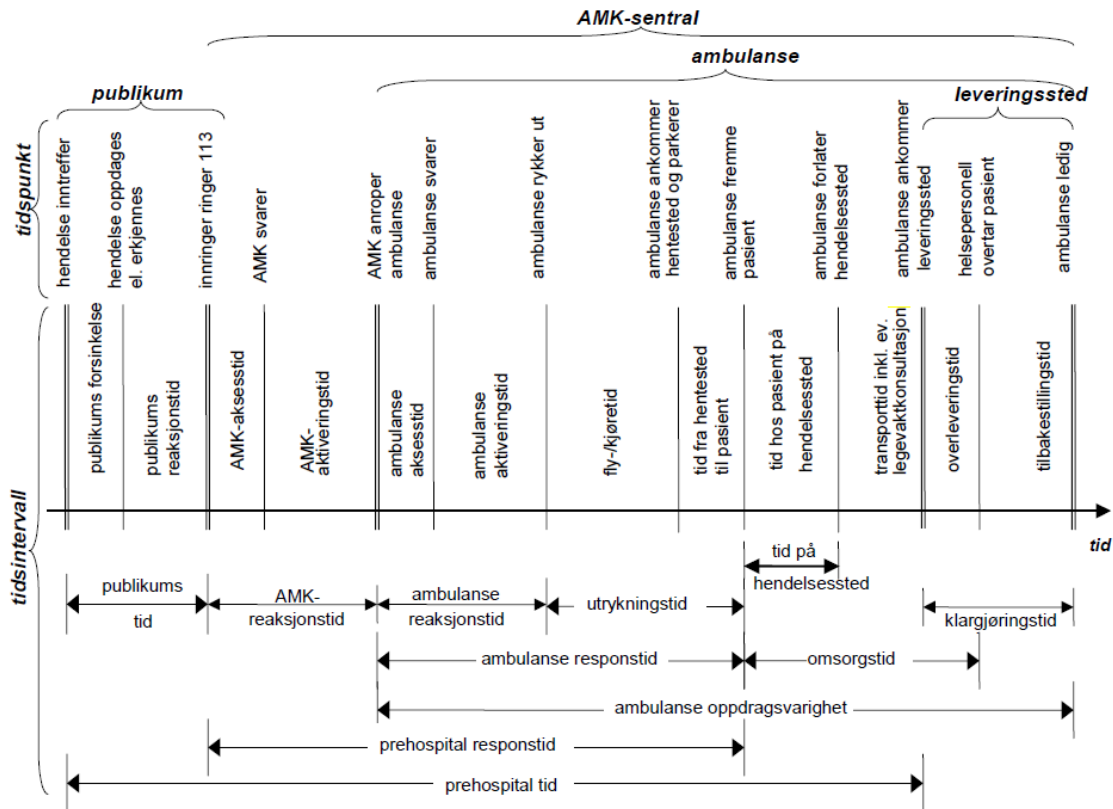 AMK-sentral
ambulanse
publikum
leveringssted
tidspunkt
hendelse inntreffer
hendelse oppdages
el. erkjennes
innringer ringer 113
AMK svarer
AMK anroper
ambulanse
ambulanse svarer
ambulanse rykker ut
ambulanse ankommer
hentested og parkerer
ambulanse fremme
pasient
ambulanse forlater
hendelsessted
ambulanse ankommer
leveringssted
helsepersonell
overtar pasient
ambulanse ledig
tidsintervall
publikums forsinkelse
publikums
reaksjonstid
AMK-aksesstid
AMK-
aktiveringstid
ambulanse
aksesstid
ambulanse
aktiveringstid
fly-/kjøretid
tid fra hentested
til pasient
tid hos pasient på
hendelsessted
transporttid inkl. ev.
legevaktkonsultasjon
overleveringstid
tilbakestillingstid
tid
tid på
hendelsessted
publikums
tid
AMK-
reaksjonstid
ambulanse
reaksjonstid
utrykningstid
klargjøringstid
ambulanse responstid
omsorgstid
ambulanse oppdragsvarighet
prehospital responstid
prehospital tid